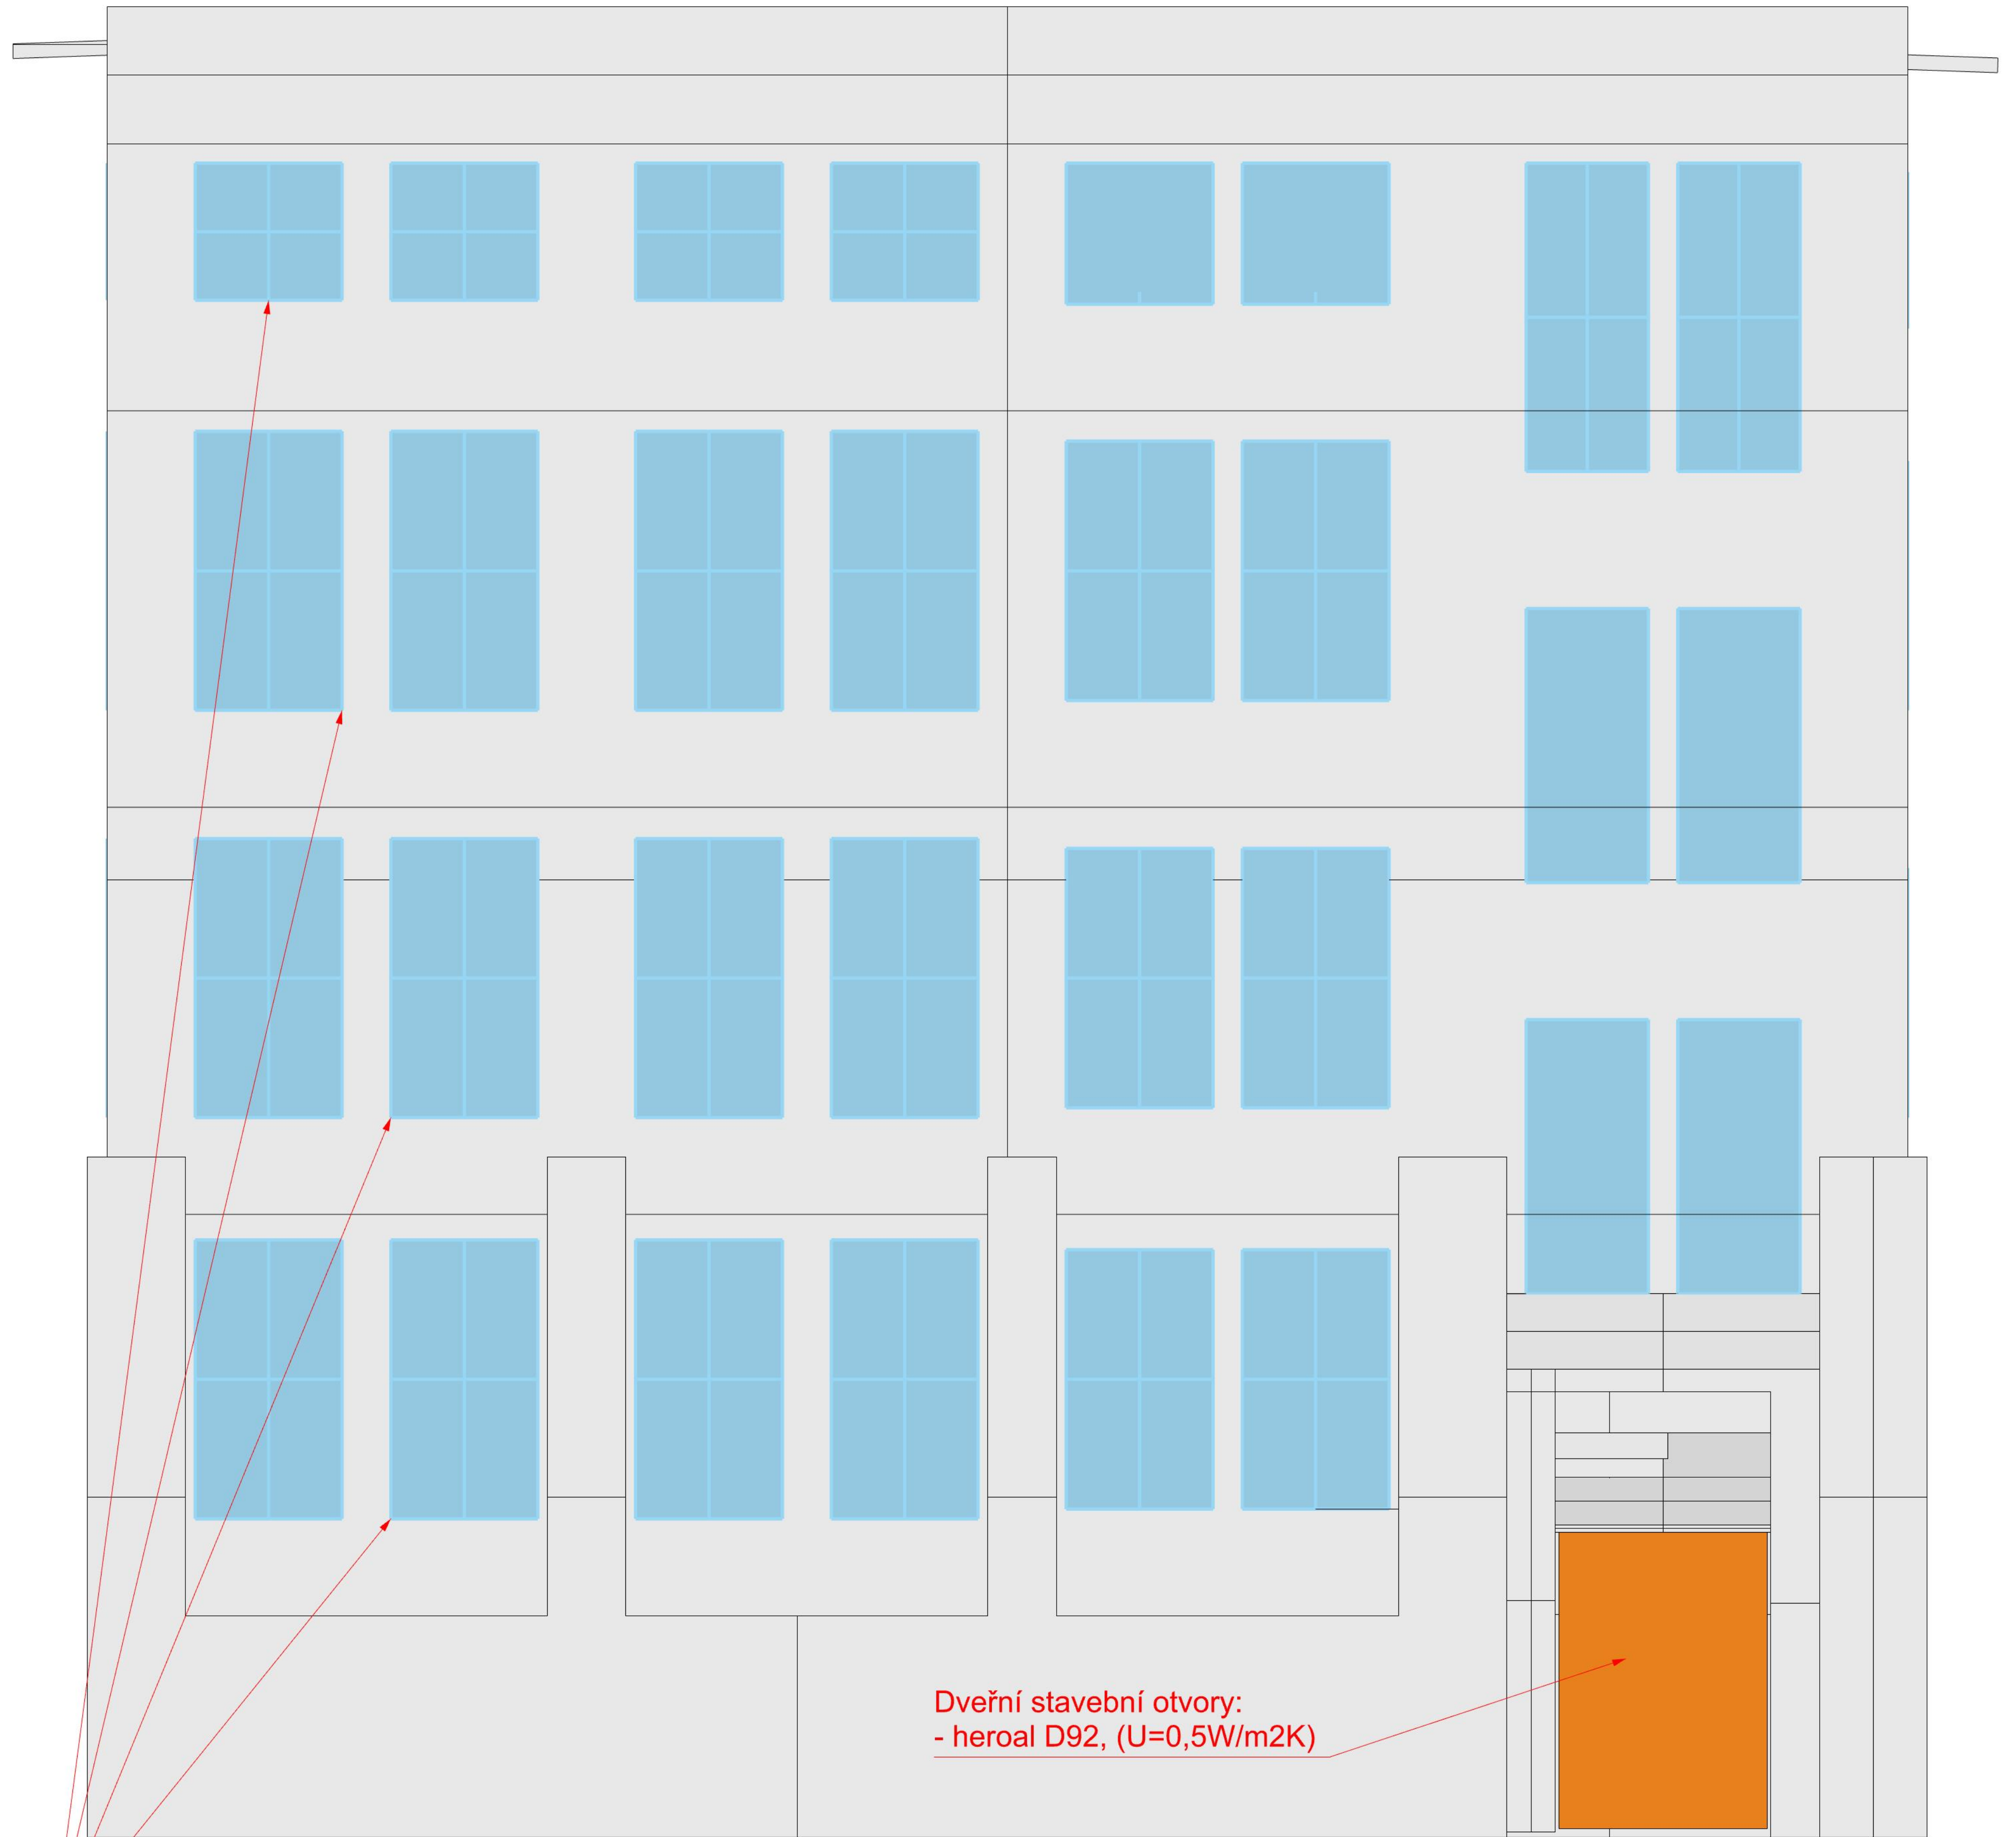 Dveřní stavební otvory:
- heroal D92, (U=0,5W/m2K)